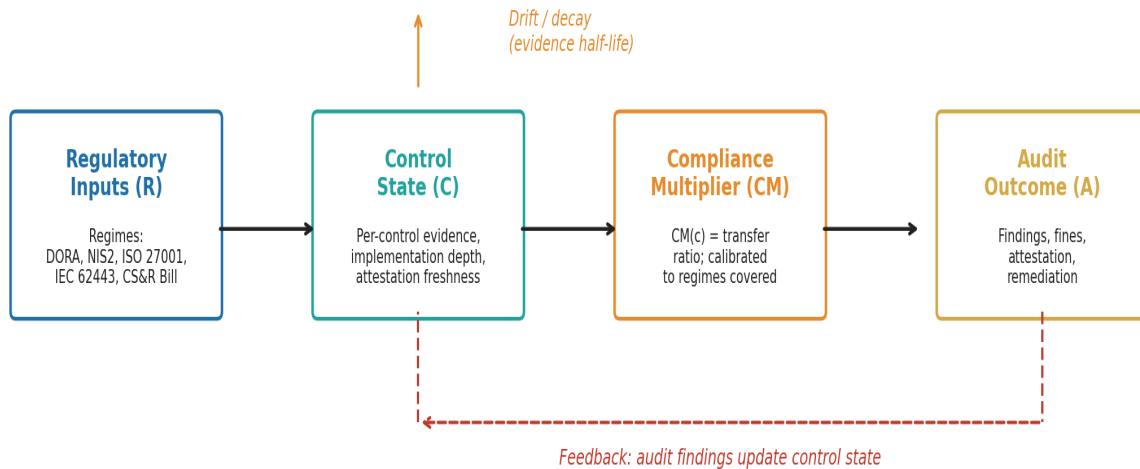 Drift / decay
(evidence half-life)
Regulatory
Inputs (R)
Regimes:
DORA, NIS2, ISO 27001,
IEC 62443, CS&R Bill
Control
State (C)
Per-control evidence,
implementation depth,
attestation freshness
Compliance
Multiplier (CM)
CM(c) = transfer
ratio; calibrated
to regimes covered
Audit
Outcome (A)
Findings, fines,
attestation,
remediation
Feedback: audit findings update control state